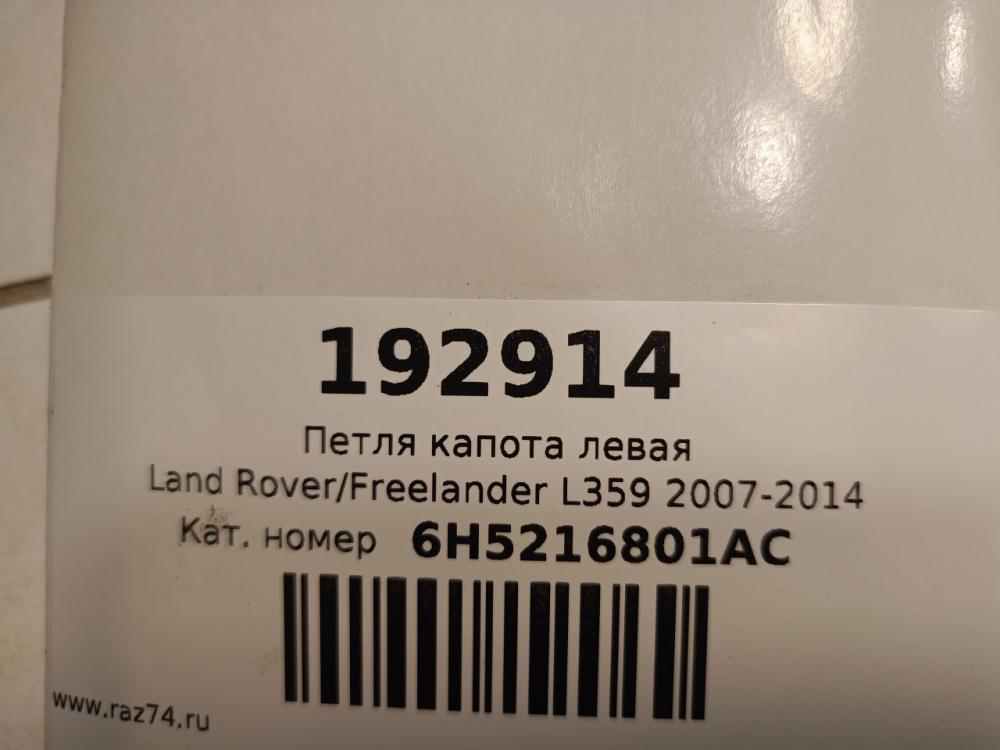 192914
Петля капота левая
Land Rover/Freelander L359 2007-2014
Кат. номер 6H5216801AC
www.raz74.ru